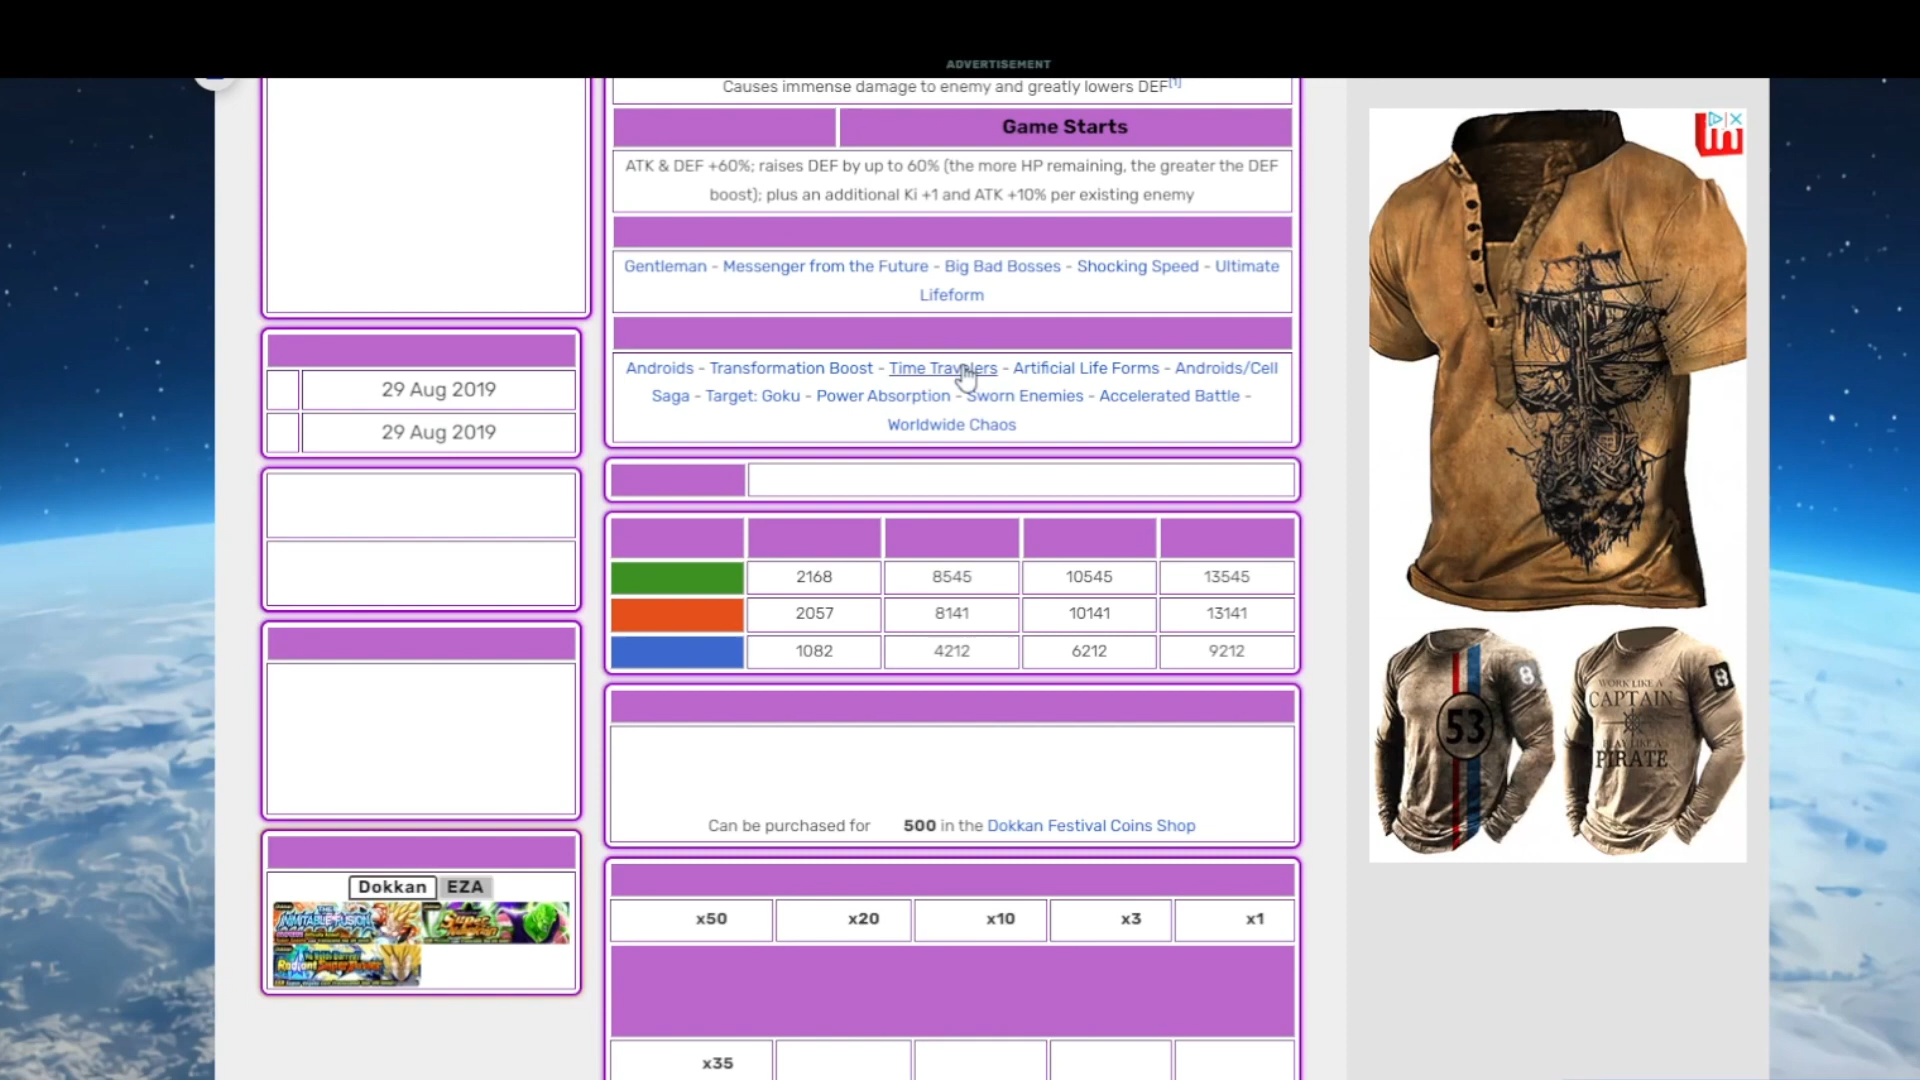 ADVERTISEMENT
Causes immense damage to enemy and greatly lowers DEF[1]
Game Starts
ATK & DEF +60%; raises DEF by up to 60% (the more HP remaining, the greater the DEF
boost); plus an additional Ki +1 and ATK +10% per existing enemy
Gentleman - Messenger from the Future - Big Bad Bosses - Shocking Speed - Ultimate
Lifeform
Androids - Transformation Boost - Time Travelers - Artificial Life Forms - Androids/Cell
Saga - Target: Goku - Power Absorption - Sworn Enemies - Accelerated Battle -
Worldwide Chaos
29 Aug 2019
29 Aug 2019
2168 8545 10545 13545
2057 8141 10141 13141
1082 4212 6212 9212
Can be purchased for 500 in the Dokkan Festival Coins Shop
Dokkan EZA
x50 x20 x10 x3 x1
x35
8
53
8
WORK LIKE A
CAPTAIN
PLAY LIKE A
PIRATE